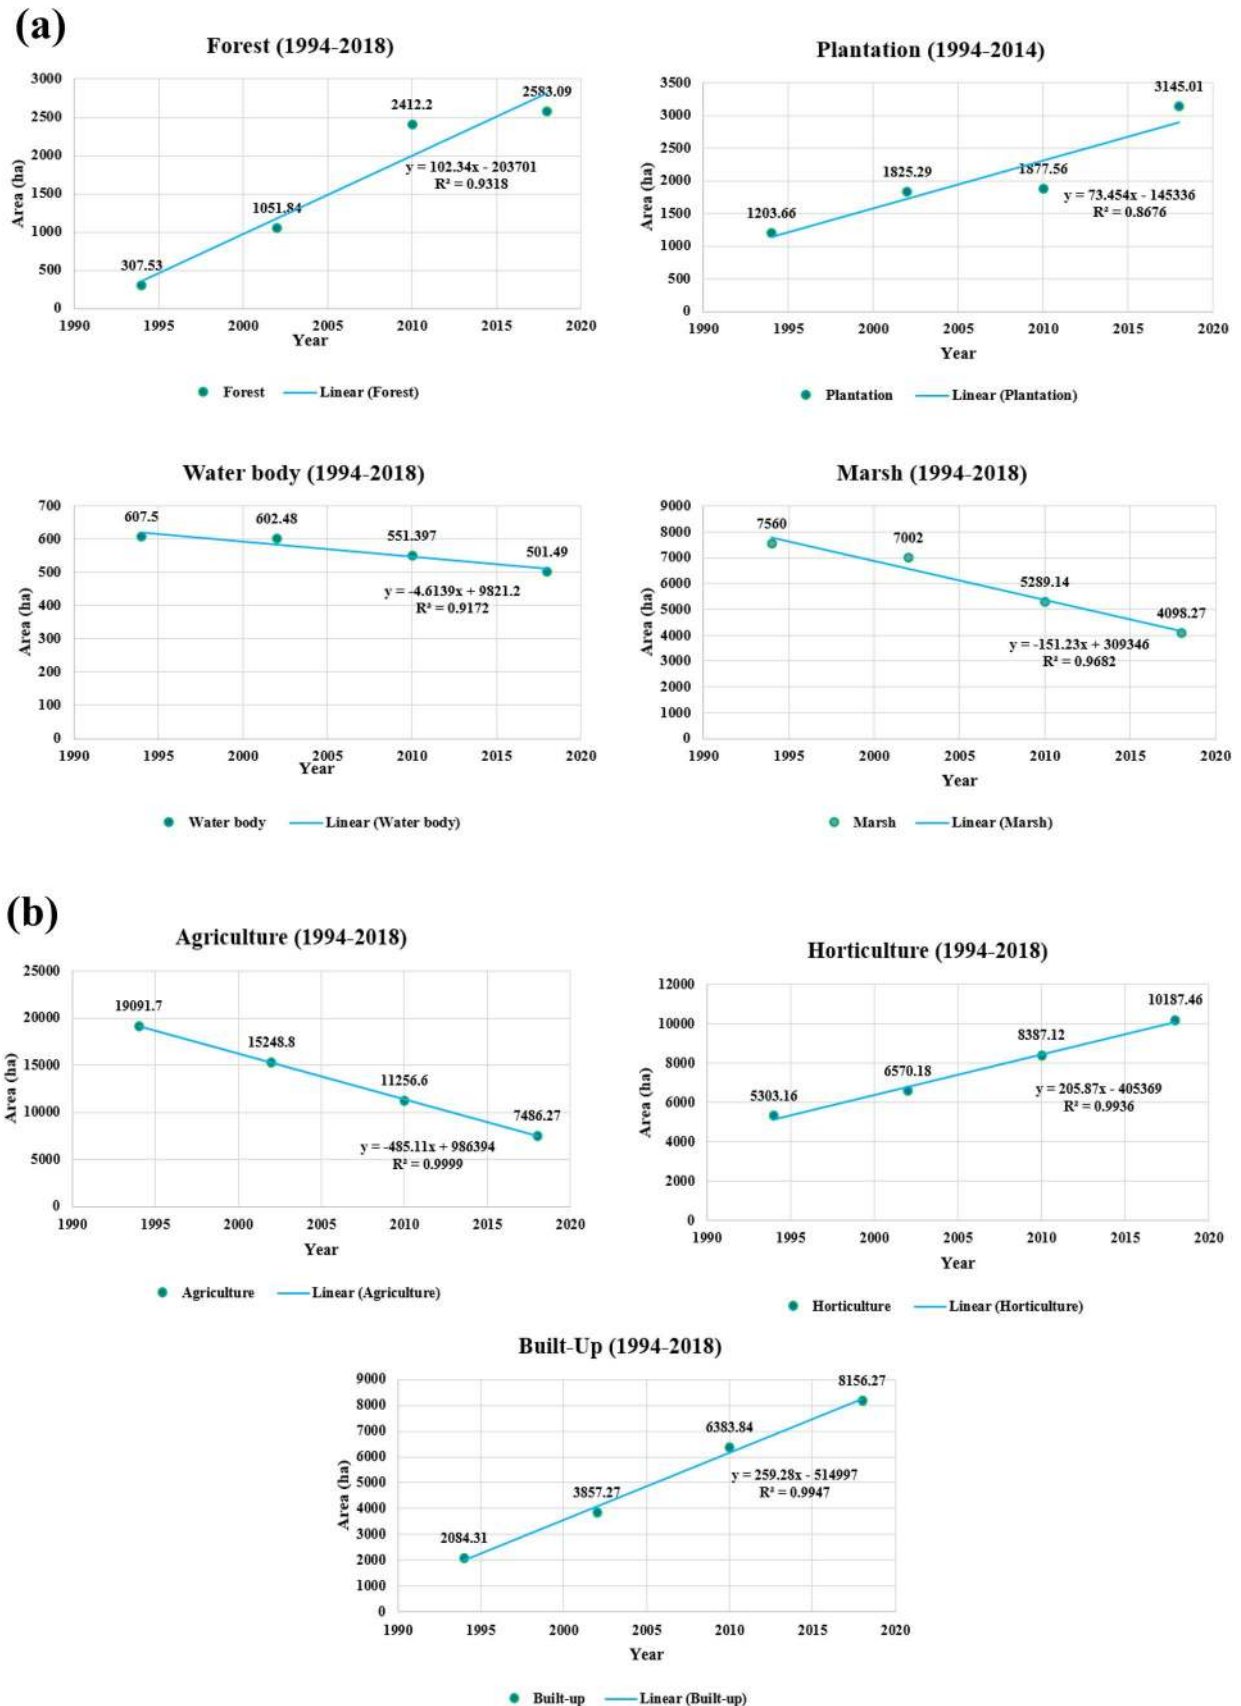 (a)
Forest (1994-2018)
3000
2500
2000
1500
1000
500
0
Area (ha)
307.53
1051.84
2412.2
2583.09
y = 102.34x - 203701
R² = 0.9318
1990 1995 2000 2005 2010 2015 2020
Year
Forest Linear (Forest)
Plantation (1994-2014)
3500
3000
2500
2000
1500
1000
500
0
Area (ha)
1203.66
1825.29
1877.56
3145.01
y = 73.454x - 145336
R² = 0.8676
1990 1995 2000 2005 2010 2015 2020
Year
Plantation Linear (Plantation)
Water body (1994-2018)
700
600
500
400
300
200
100
0
Area (ha)
607.5
602.48
551.397
501.49
y = -4.6139x + 9821.2
R² = 0.9172
1990 1995 2000 2005 2010 2015 2020
Year
Water body Linear (Water body)
Marsh (1994-2018)
9000
8000
7000
6000
5000
4000
3000
2000
1000
0
Area (ha)
7560
7002
5289.14
4098.27
y = -151.23x + 309346
R² = 0.9682
1990 1995 2000 2005 2010 2015 2020
Year
Marsh Linear (Marsh)
(b)
Agriculture (1994-2018)
25000
20000
15000
10000
5000
0
Area (ha)
19091.7
15248.8
11256.6
7486.27
y = -485.11x + 986394
R² = 0.9999
1990 1995 2000 2005 2010 2015 2020
Year
Agriculture Linear (Agriculture)
Horticulture (1994-2018)
12000
10000
8000
6000
4000
2000
0
Area (ha)
5303.16
6570.18
8387.12
10187.46
y = 205.87x - 405369
R² = 0.9936
1990 1995 2000 2005 2010 2015 2020
Year
Horticulture Linear (Horticulture)
Built-Up (1994-2018)
9000
8000
7000
6000
5000
4000
3000
2000
1000
0
Area (ha)
2084.31
3857.27
6383.84
8156.27
y = 259.28x - 514997
R² = 0.9947
1990 1995 2000 2005 2010 2015 2020
Year
Built-up Linear (Built-up)